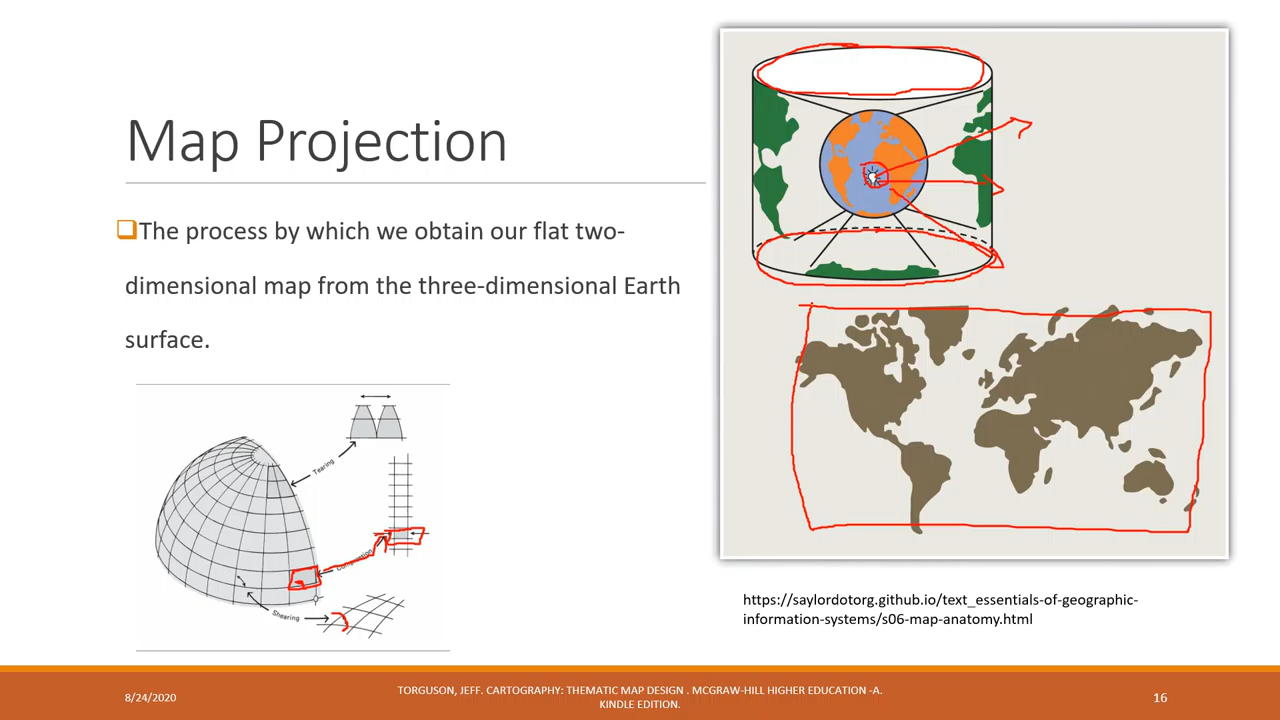 Map Projection
❑The process by which we obtain our flat two-
dimensional map from the three-dimensional Earth
surface.
Tearing
Compaction
Shearing
https://saylordotorg.github.io/text_essentials-of-geographic-
information-systems/s06-map-anatomy.html
8/24/2020
TORGUSON, JEFF. CARTOGRAPHY: THEMATIC MAP DESIGN . MCGRAW-HILL HIGHER EDUCATION -A.
KINDLE EDITION.
16